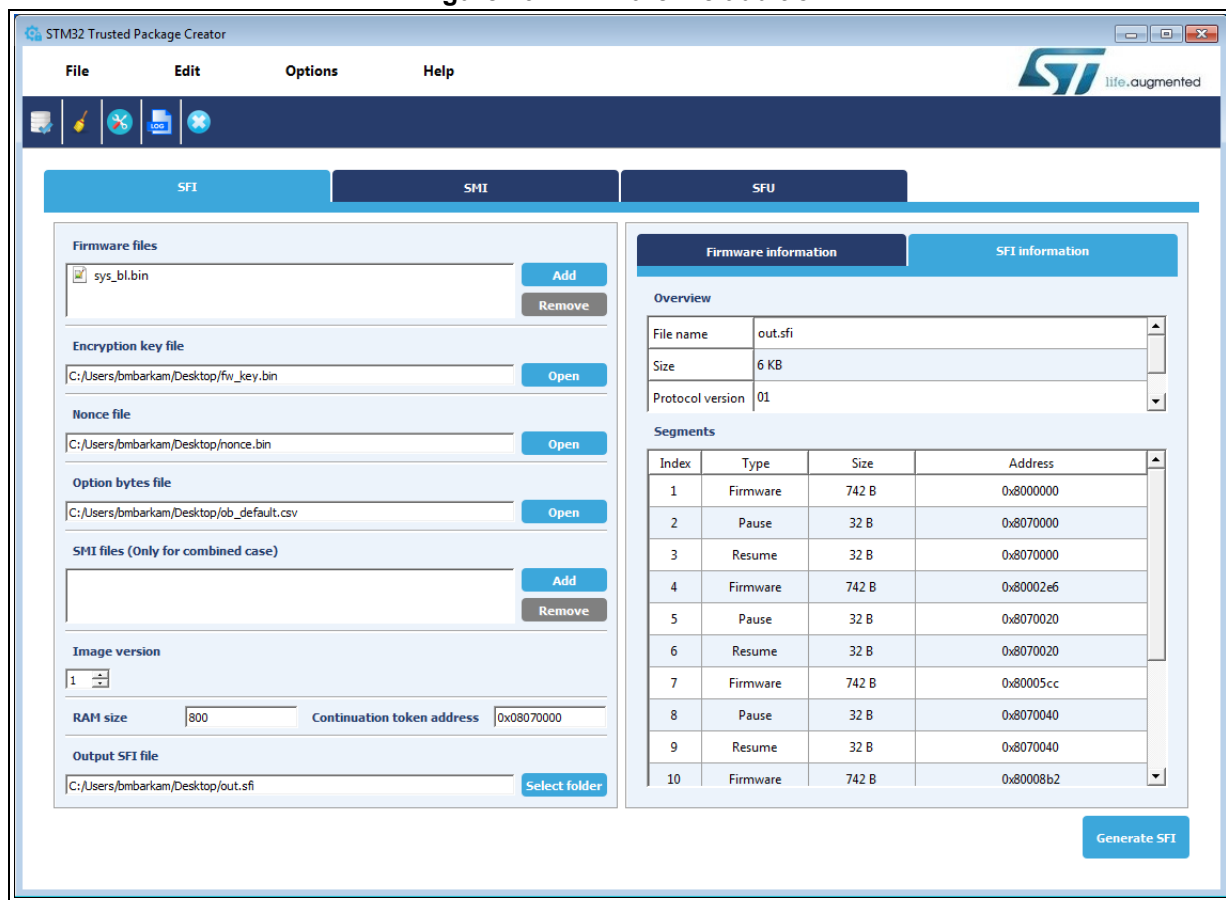 STM32 Trusted Package Creator
File Edit Options Help
life.augmented
LOG
SFI SMI SFU
Firmware files
sys_bl.bin
Add
Remove
Encryption key file
C:/Users/bmbarkam/Desktop/fw_key.bin Open
Nonce file
C:/Users/bmbarkam/Desktop/nonce.bin Open
Option bytes file
C:/Users/bmbarkam/Desktop/ob_default.csv Open
SMI files (Only for combined case)
Add
Remove
Image version
1
RAM size 800 Continuation token address 0x08070000
Output SFI file
C:/Users/bmbarkam/Desktop/out.sfi Select folder
Firmware information SFI information
Overview
File name out.sfi
Size 6 KB
Protocol version 01
Segments
Index Type Size Address
1 Firmware 742 B 0x8000000
2 Pause 32 B 0x8070000
3 Resume 32 B 0x8070000
4 Firmware 742 B 0x80002e6
5 Pause 32 B 0x8070020
6 Resume 32 B 0x8070020
7 Firmware 742 B 0x80005cc
8 Pause 32 B 0x8070040
9 Resume 32 B 0x8070040
10 Firmware 742 B 0x80008b2
Generate SFI